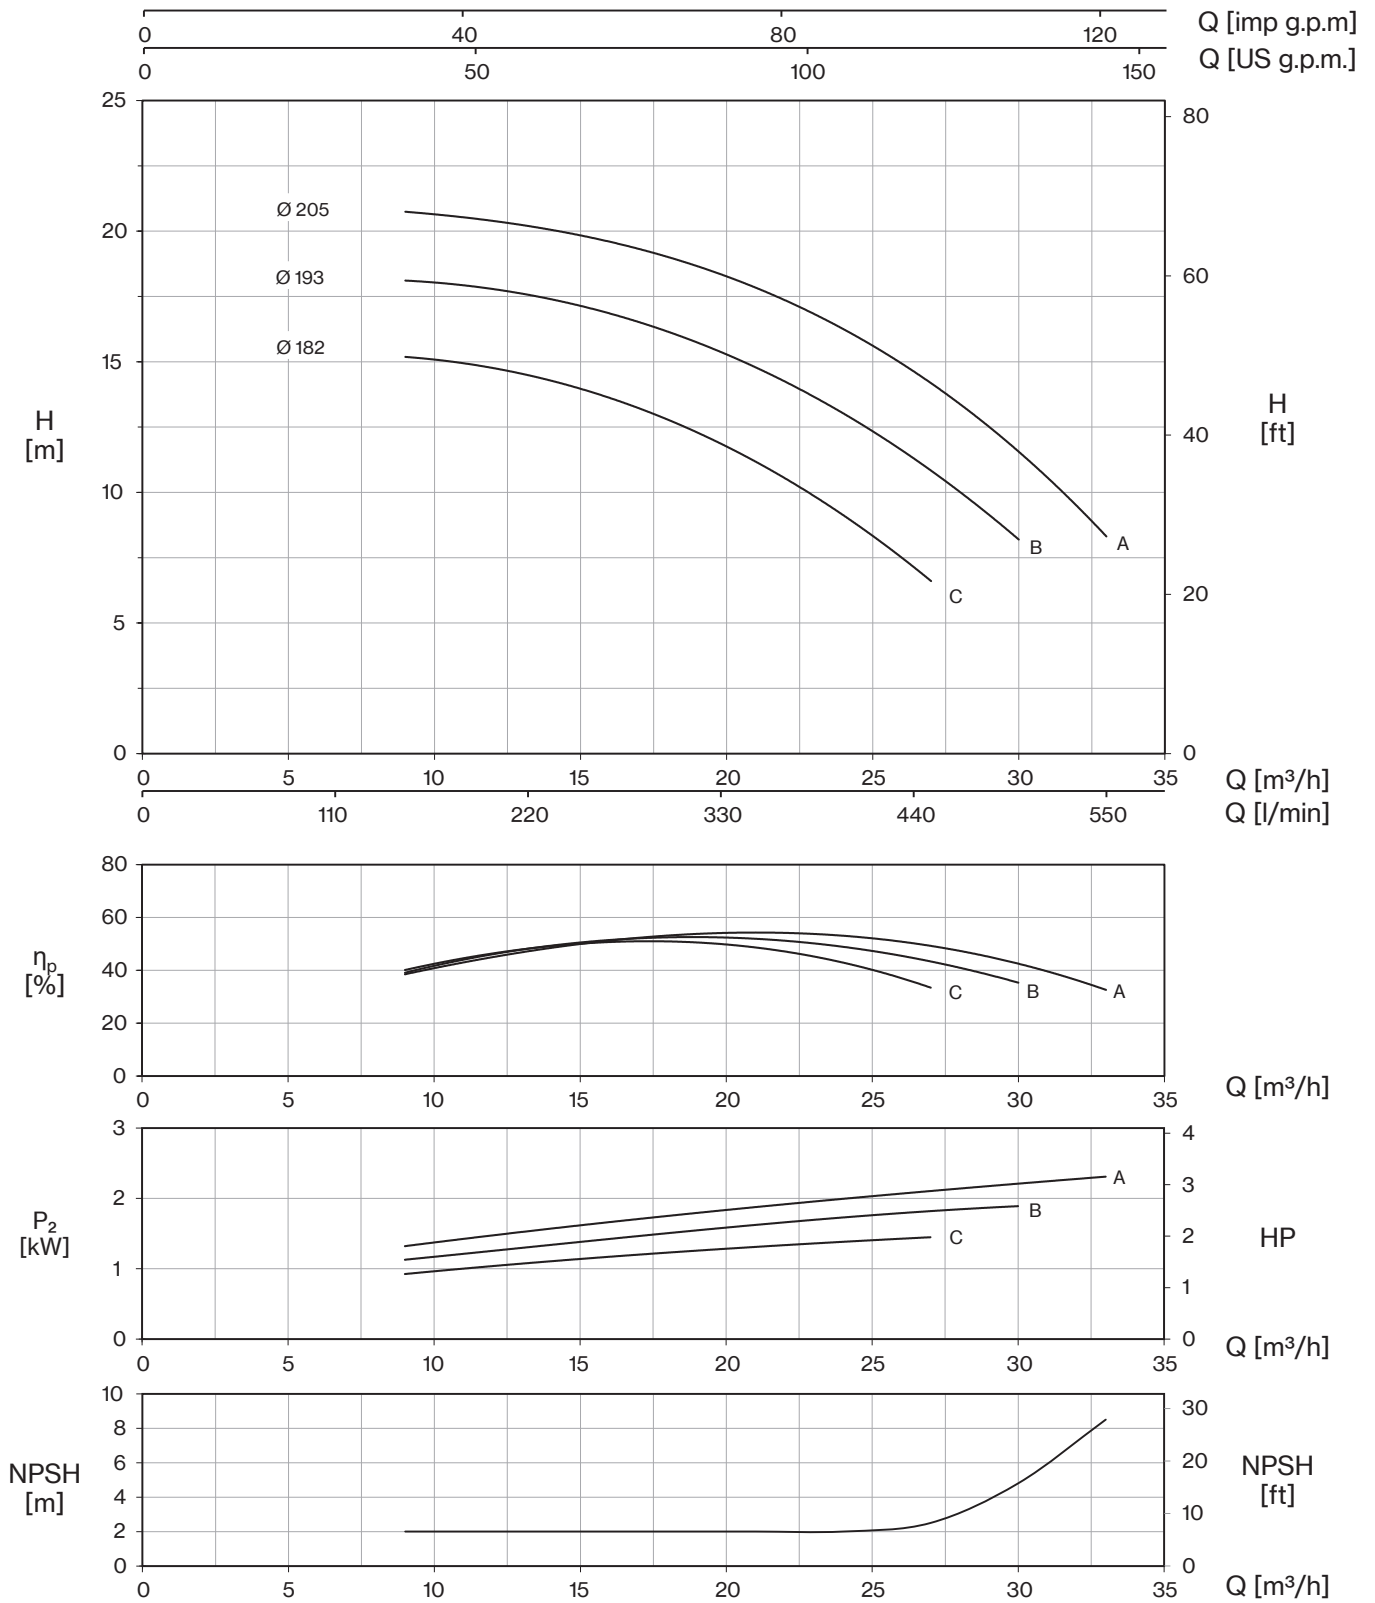 0 40 80 120 Q [imp g.p.m]
0 50 100 150 Q [US g.p.m.]
25 80
Ø 205
20
Ø 193 60
Ø 182
15
H H
[m] [ft]
40
10
B A
C 20
5
0 0
0 5 10 15 20 25 30 35 Q [m³/h]
0 110 220 330 440 550 Q [l/min]
80
60
ηp
[%]
40
C B A
20
0
0 5 10 15 20 25 30 35 Q [m³/h]
3 4
A
2 3
P₂ B
[kW] C 2 HP
1 1
0 0
0 5 10 15 20 25 30 35 Q [m³/h]
10 30
8
6 20
NPSH NPSH
[m] [ft]
4 10
2
0 0
0 5 10 15 20 25 30 35 Q [m³/h]